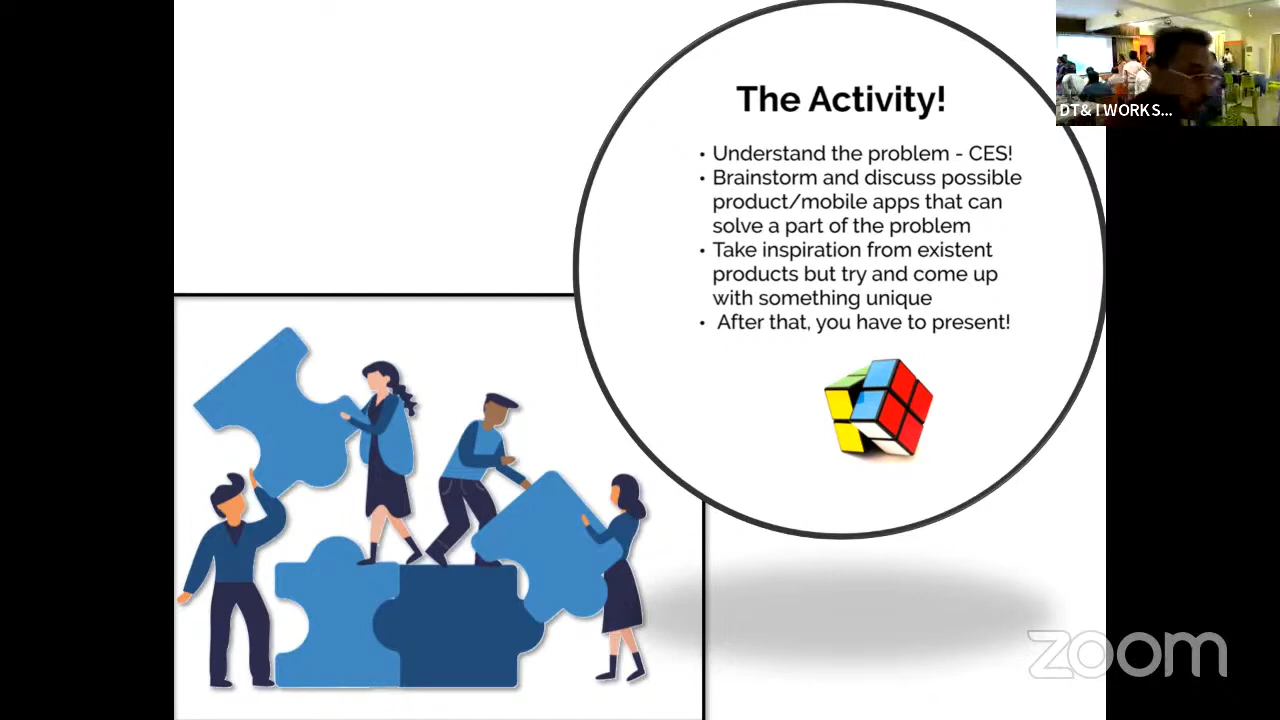 The Activity!
• Understand the problem - CES!
• Brainstorm and discuss possible
product/mobile apps that can
solve a part of the problem
• Take inspiration from existent
products but try and come up
with something unique
• After that, you have to present!
DT& I WORKS...
zoom